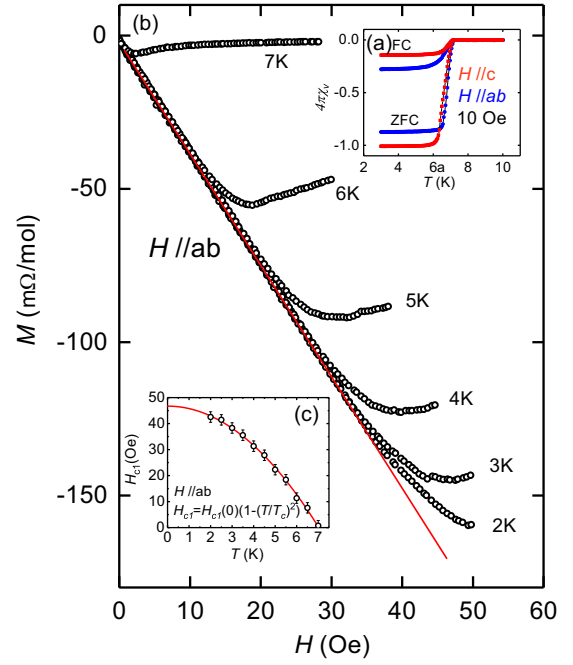 (b)
0
-50
-100
-150
M (mΩ/mol)
0 10 20 30 40 50 60
H (Oe)
7K
6K
5K
4K
3K
2K
H //ab
(a)
FC
H //c
H //ab
10 Oe
ZFC
0.0
-0.5
-1.0
4πχv
2 4 6a 8 10
T (K)
(c)
50
40
30
20
10
0
Hc1(Oe)
H //ab
Hc1=Hc1(0)(1-(T/Tc)2)
0 1 2 3 4 5 6 7
T (K)